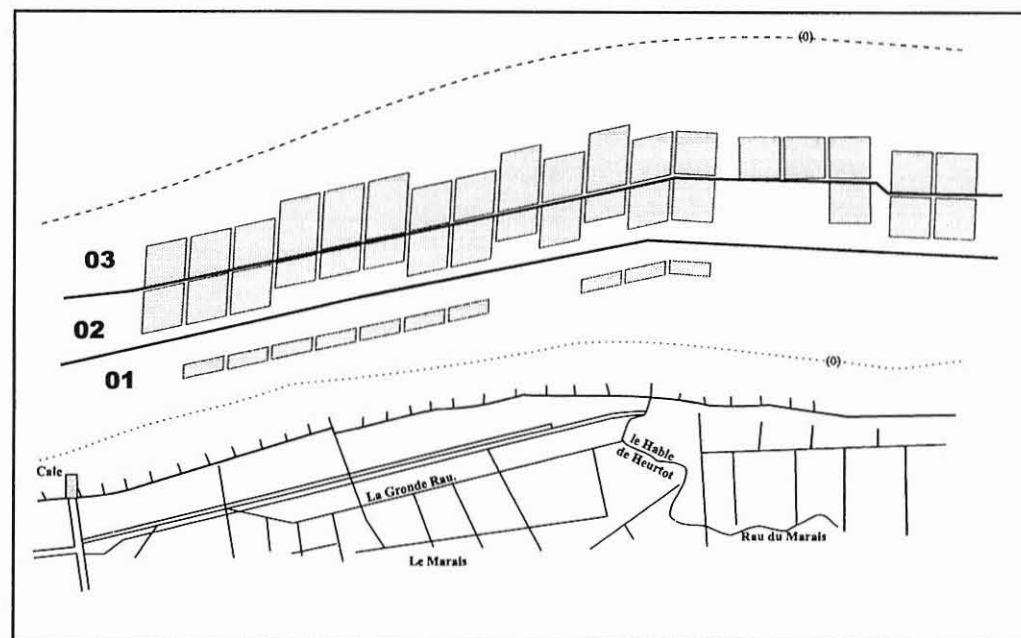 (0)
03
02
01
(0)
Cale
le Hable
de Heurtot
La Gronde Rau.
Rau du Marais
Le Marais